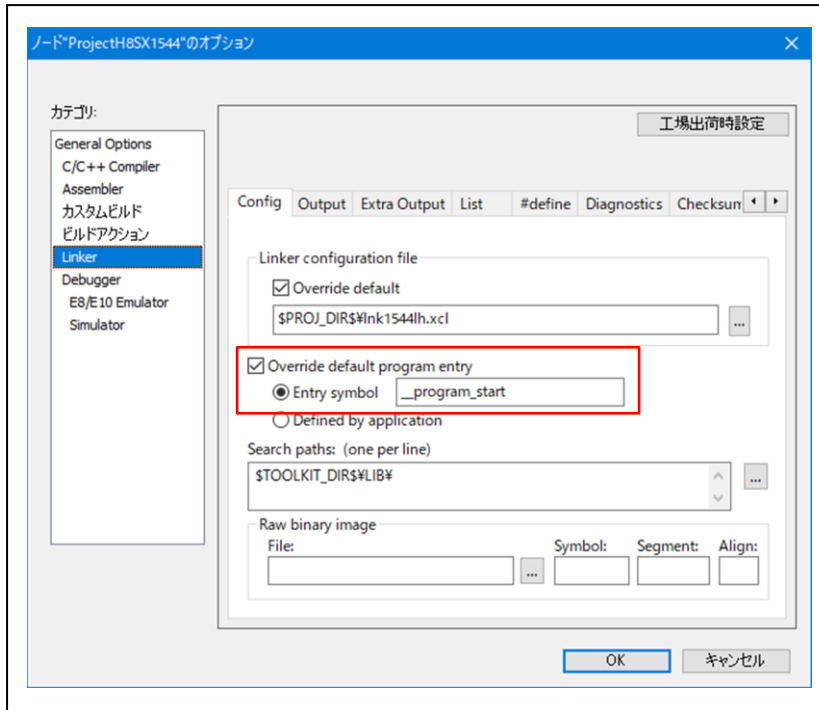 ノード"ProjectH8SX1544"のオプション
カテゴリ:
General Options
C/C++ Compiler
Assembler
カスタムビルド
ビルドアクション
Linker
Debugger
E8/E10 Emulator
Simulator
工場出荷時設定
Config Output Extra Output List #define Diagnostics Checksum
Linker configuration file
Override default
$PROJ_DIR$¥lnk1544lh.xcl
...
Override default program entry
Entry symbol __program_start
Defined by application
Search paths: (one per line)
$TOOLKIT_DIR$¥LIB¥
...
Raw binary image
File: Symbol: Segment: Align:
...
OK キャンセル